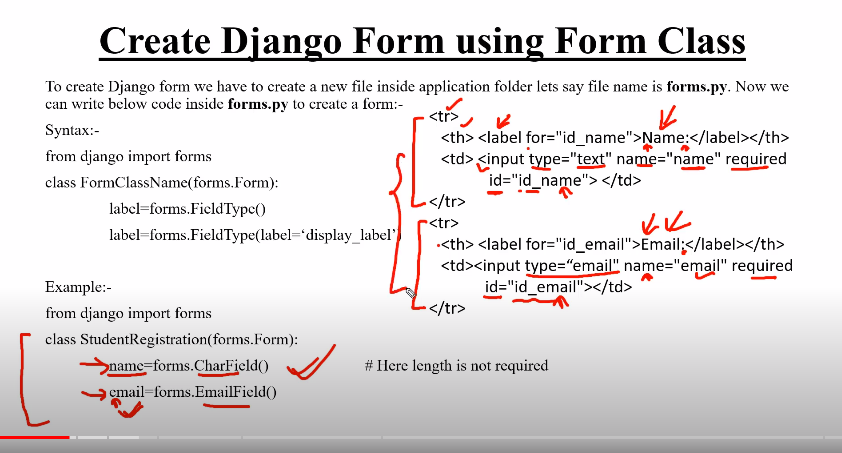 Create Django Form using Form Class
To create Django form we have to create a new file inside application folder lets say file name is forms.py. Now we
can write below code inside forms.py to create a form:-
Syntax:-
from django import forms
class FormClassName(forms.Form):
label=forms.FieldType()
label=forms.FieldType(label=‘display_label’)
Example:-
from django import forms
class StudentRegistration(forms.Form):
name=forms.CharField() # Here length is not required
email=forms.EmailField()
<tr>
<th> <label for="id_name">Name:</label></th>
<td> <input type="text" name="name" required
id="id_name"> </td>
</tr>
<tr>
<th> <label for="id_email">Email:</label></th>
<td><input type=“email" name="email" required
id="id_email"></td>
</tr>